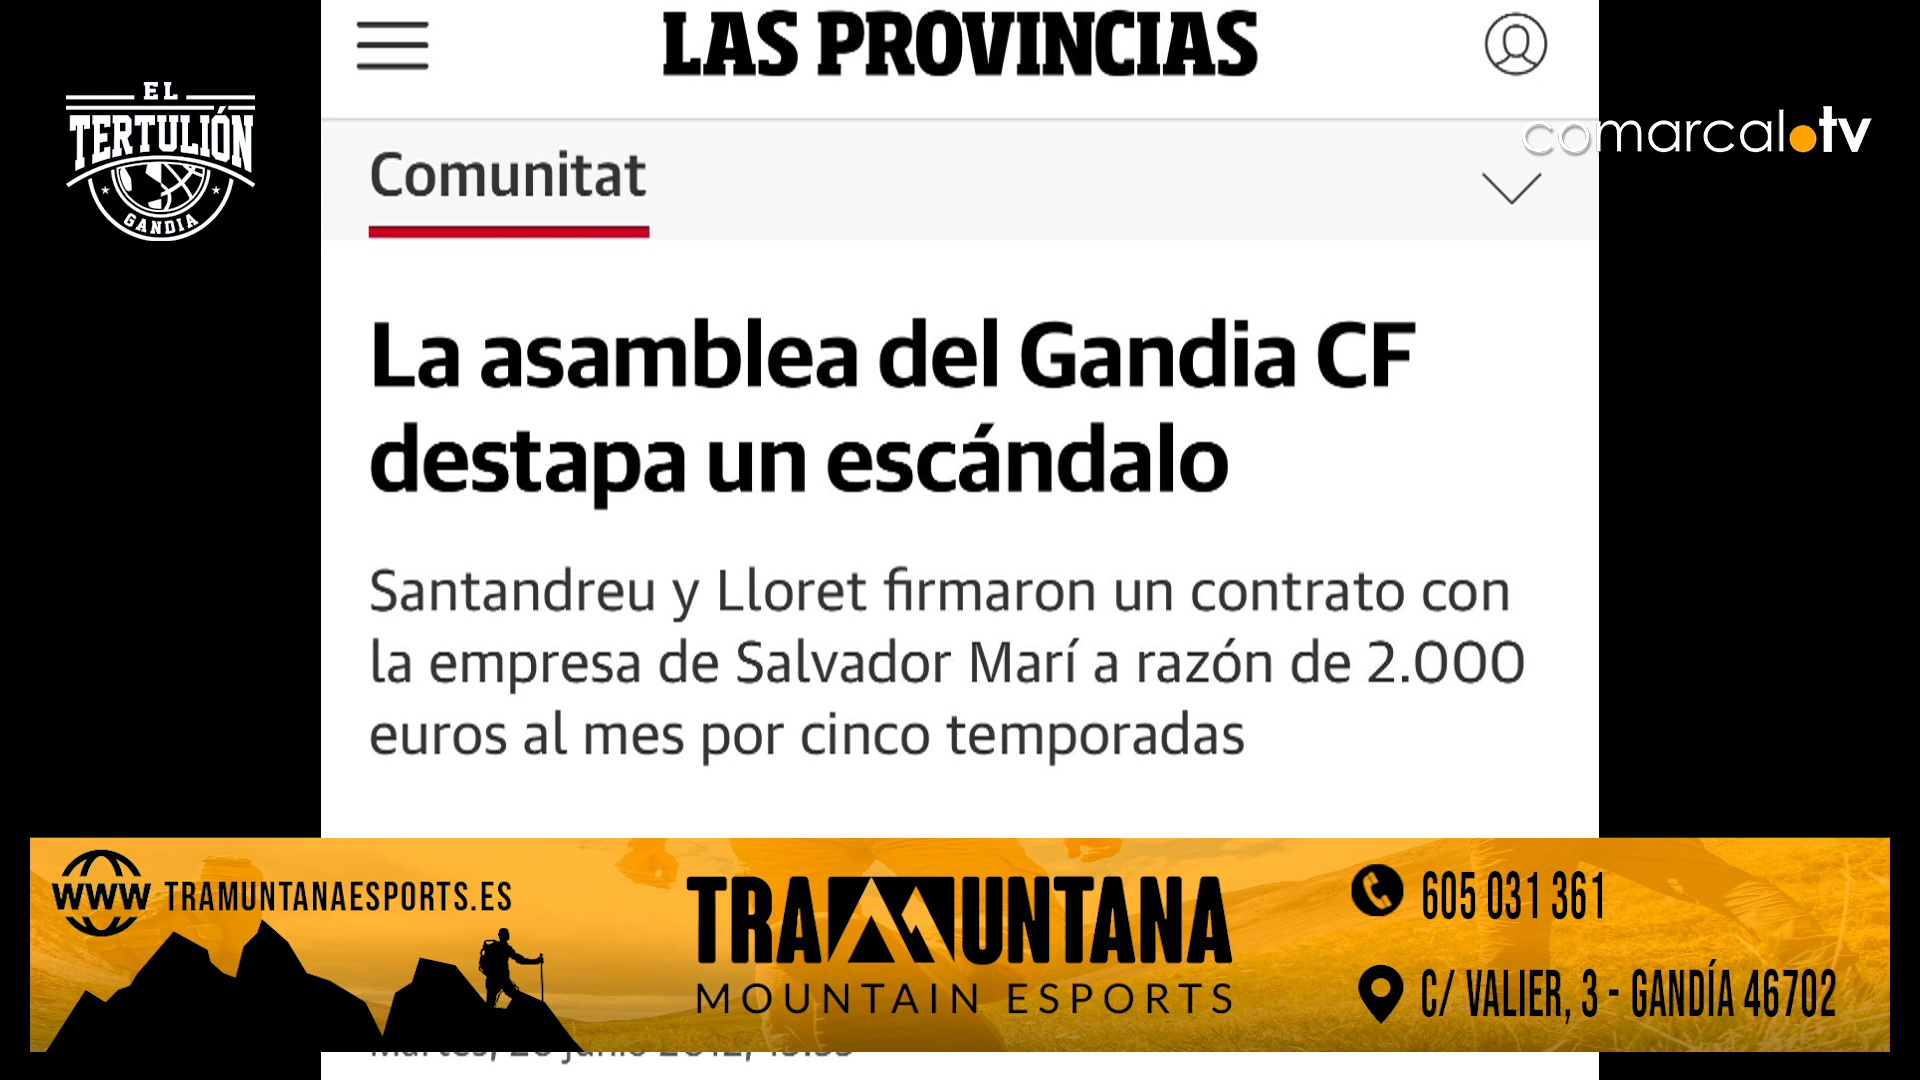 LAS PROVINCIAS
EL
TERTULIÓN
GANDIA
comarcal.tv
Comunitat
La asamblea del Gandia CF
destapa un escándalo
Santandreu y Lloret firmaron un contrato con
la empresa de Salvador Marí a razón de 2.000
euros al mes por cinco temporadas
WWW TRAMUNTANAESPORTS.ES
TRAMUNTANA
MOUNTAIN ESPORTS
605 031 361
C/ VALIER, 3 - GANDÍA 46702